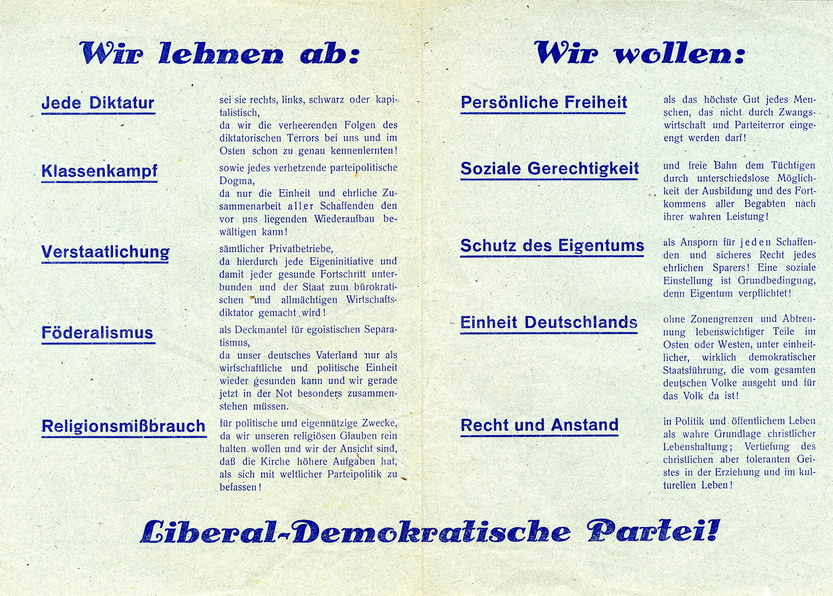 Wir lehnen ab:
Jede Diktatur
sei sie rechts, links, schwarz oder kapi-
talistisch,
da wir die verheerenden Folgen des
diktatorischen Terrors bei uns und im
Osten schon zu genau kennenlernten!
Klassenkampf
sowie jedes verhetzende parteipolitische
Dogma,
da nur die Einheit und ehrliche Zu-
sammenarbeit aller Schaffenden den
vor uns liegenden Wiederaufbau be-
wältigen kann!
Verstaatlichung
sämtlicher Privatbetriebe,
da hierdurch jede Eigeninitiative und
damit jeder gesunde Fortschritt unter-
bunden und der Staat zum bürokrati-
schen und allmächtigen Wirtschafts-
diktator gemacht wird!
Föderalismus
als Deckmantel für egoistischen Separa-
tismus,
da unser deutsches Vaterland nur als
wirtschaftliche und politische Einheit
wieder gesunden kann und wir gerade
jetzt in der Not besonders zusammen-
stehen müssen.
Religionsmißbrauch
für politische und eigennützige Zwecke,
da wir unseren religiösen Glauben rein
halten wollen und wir der Ansicht sind,
daß die Kirche höhere Aufgaben hat,
als sich mit weltlicher Parteipolitik zu
befassen!
Wir wollen:
Persönliche Freiheit
als das höchste Gut jedes Men-
schen, das nicht durch Zwangs-
wirtschaft und Parteiterror einge-
engt werden darf!
Soziale Gerechtigkeit
und freie Bahn dem Tüchtigen
durch unterschiedslose Möglich-
keit der Ausbildung und des Fort-
kommens aller Begabten nach
ihrer wahren Leistung!
Schutz des Eigentums
als Ansporn für jeden Schaffen-
den und sicheres Recht jedes
ehrlichen Sparers! Eine soziale
Einstellung ist Grundbedingung,
denn Eigentum verpflichtet!
Einheit Deutschlands
ohne Zonengrenzen und Abtren-
nung lebenswichtiger Teile im
Osten oder Westen, unter einheit-
licher, wirklich demokratischer
Staatsführung, die vom gesamten
deutschen Volke ausgeht und für
das Volk da ist!
Recht und Anstand
in Politik und öffentlichem Leben
als wahre Grundlage christlicher
Lebenshaltung; Vertiefung des
christlichen aber toleranten Gei-
stes in der Erziehung und im kul-
turellen Leben!
Liberal-Demokratische Partei!